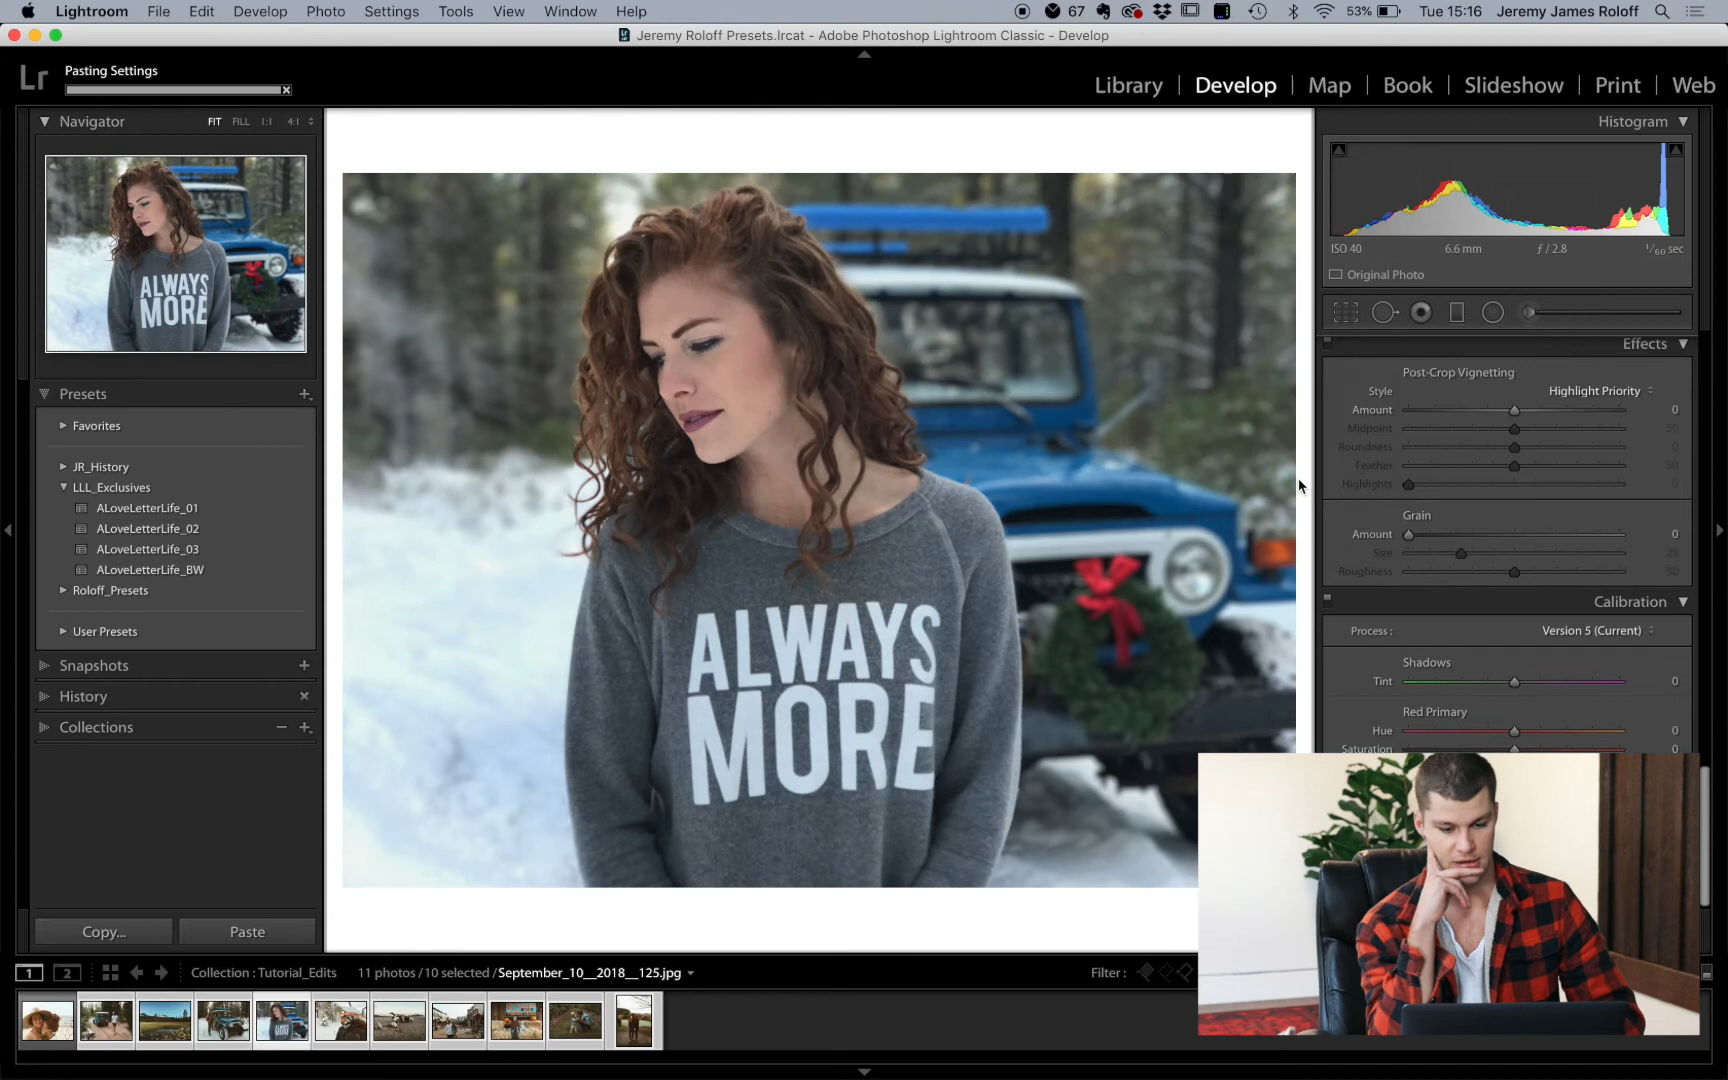 Lightroom File Edit Develop Photo Settings Tools View Window Help 67 53% Tue 15:16 Jeremy James Roloff
Jeremy Roloff Presets.lrcat - Adobe Photoshop Lightroom Classic - Develop
Lr Pasting Settings
Library | Develop | Map | Book | Slideshow | Print | Web
Navigator FIT FILL 1:1 4:1
Presets
Favorites
JR_History
LLL_Exclusives
ALoveLetterLife_01
ALoveLetterLife_02
ALoveLetterLife_03
ALoveLetterLife_BW
Roloff_Presets
User Presets
Snapshots
History
Collections
Copy... Paste
ALWAYS
MORE
ALWAYS
MORE
Histogram
ISO 40 6.6 mm ƒ / 2.8 1/60 sec
Original Photo
Effects
Post-Crop Vignetting
Style Highlight Priority
Amount 0
Midpoint 50
Roundness 0
Feather 50
Highlights 0
Grain
Amount 0
Size 25
Roughness 50
Calibration
Process : Version 5 (Current)
Shadows
Tint 0
Red Primary
Hue 0
Saturation
1 2 Collection : Tutorial_Edits 11 photos / 10 selected / September_10__2018__125.jpg Filter :